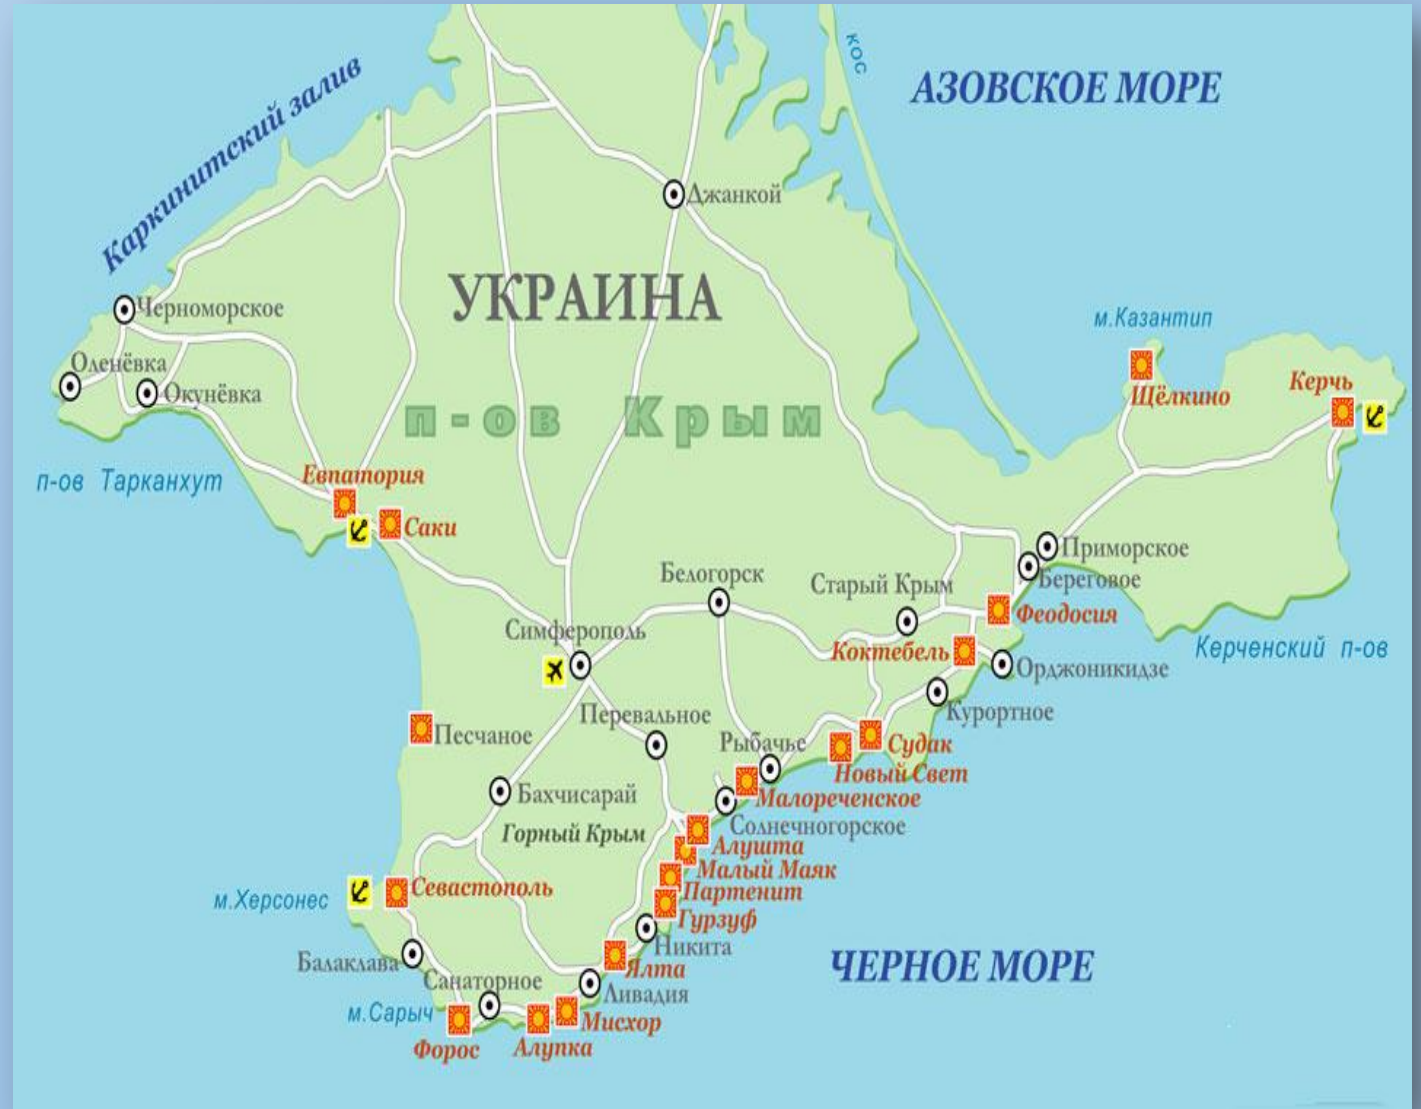 кос
АЗОВСКОЕ МОРЕ
Каркинитский залив
Джанкой
УКРАИНА
Черноморское
м.Казантип
Оленёвка
Окунёвка
Щёлкино
Керчь
п-ов Крым
п-ов Тарканхут
Евпатория
Саки
Приморское
Береговое
Белогорск
Старый Крым
Феодосия
Симферополь
Коктебель
Керченский п-ов
Орджоникидзе
Курортное
Перевальное
Песчаное
Рыбачье
Судак
Новый Свет
Бахчисарай
Малореченское
Горный Крым
Солнечногорское
Алушта
Малый Маяк
Партенит
Гурзуф
Севастополь
м.Херсонес
Никита
Балаклава
Ялта
ЧЕРНОЕ МОРЕ
Санаторное
Ливадия
м.Сарыч
Мисхор
Форос
Алупка